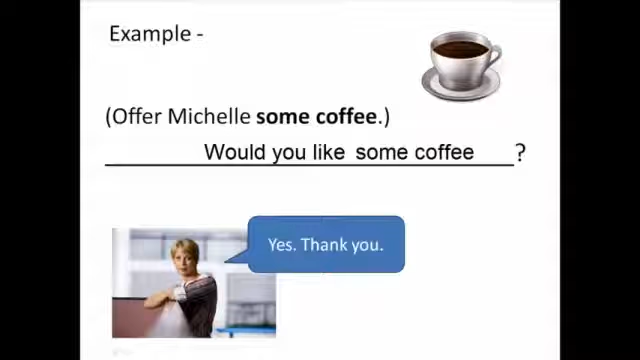 Example -
(Offer Michelle some coffee.)
Would you like some coffee ?
Yes. Thank you.